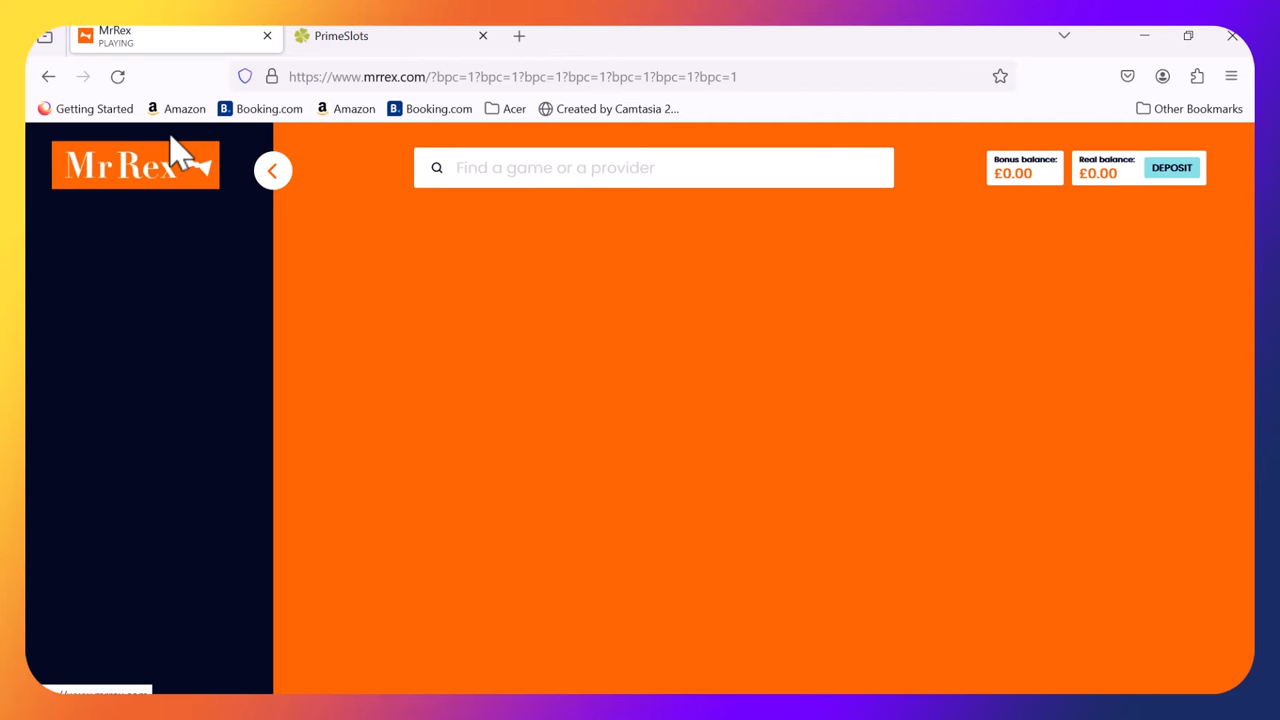 MrRex
PLAYING
PrimeSlots
https://www.mrrex.com/?bpc=1?bpc=1?bpc=1?bpc=1?bpc=1?bpc=1?bpc=1
Getting Started
Amazon
Booking.com
Amazon
Booking.com
Acer
Created by Camtasia 2...
Other Bookmarks
Mr Rex
Find a game or a provider
Bonus balance:
£0.00
Real balance:
£0.00
DEPOSIT